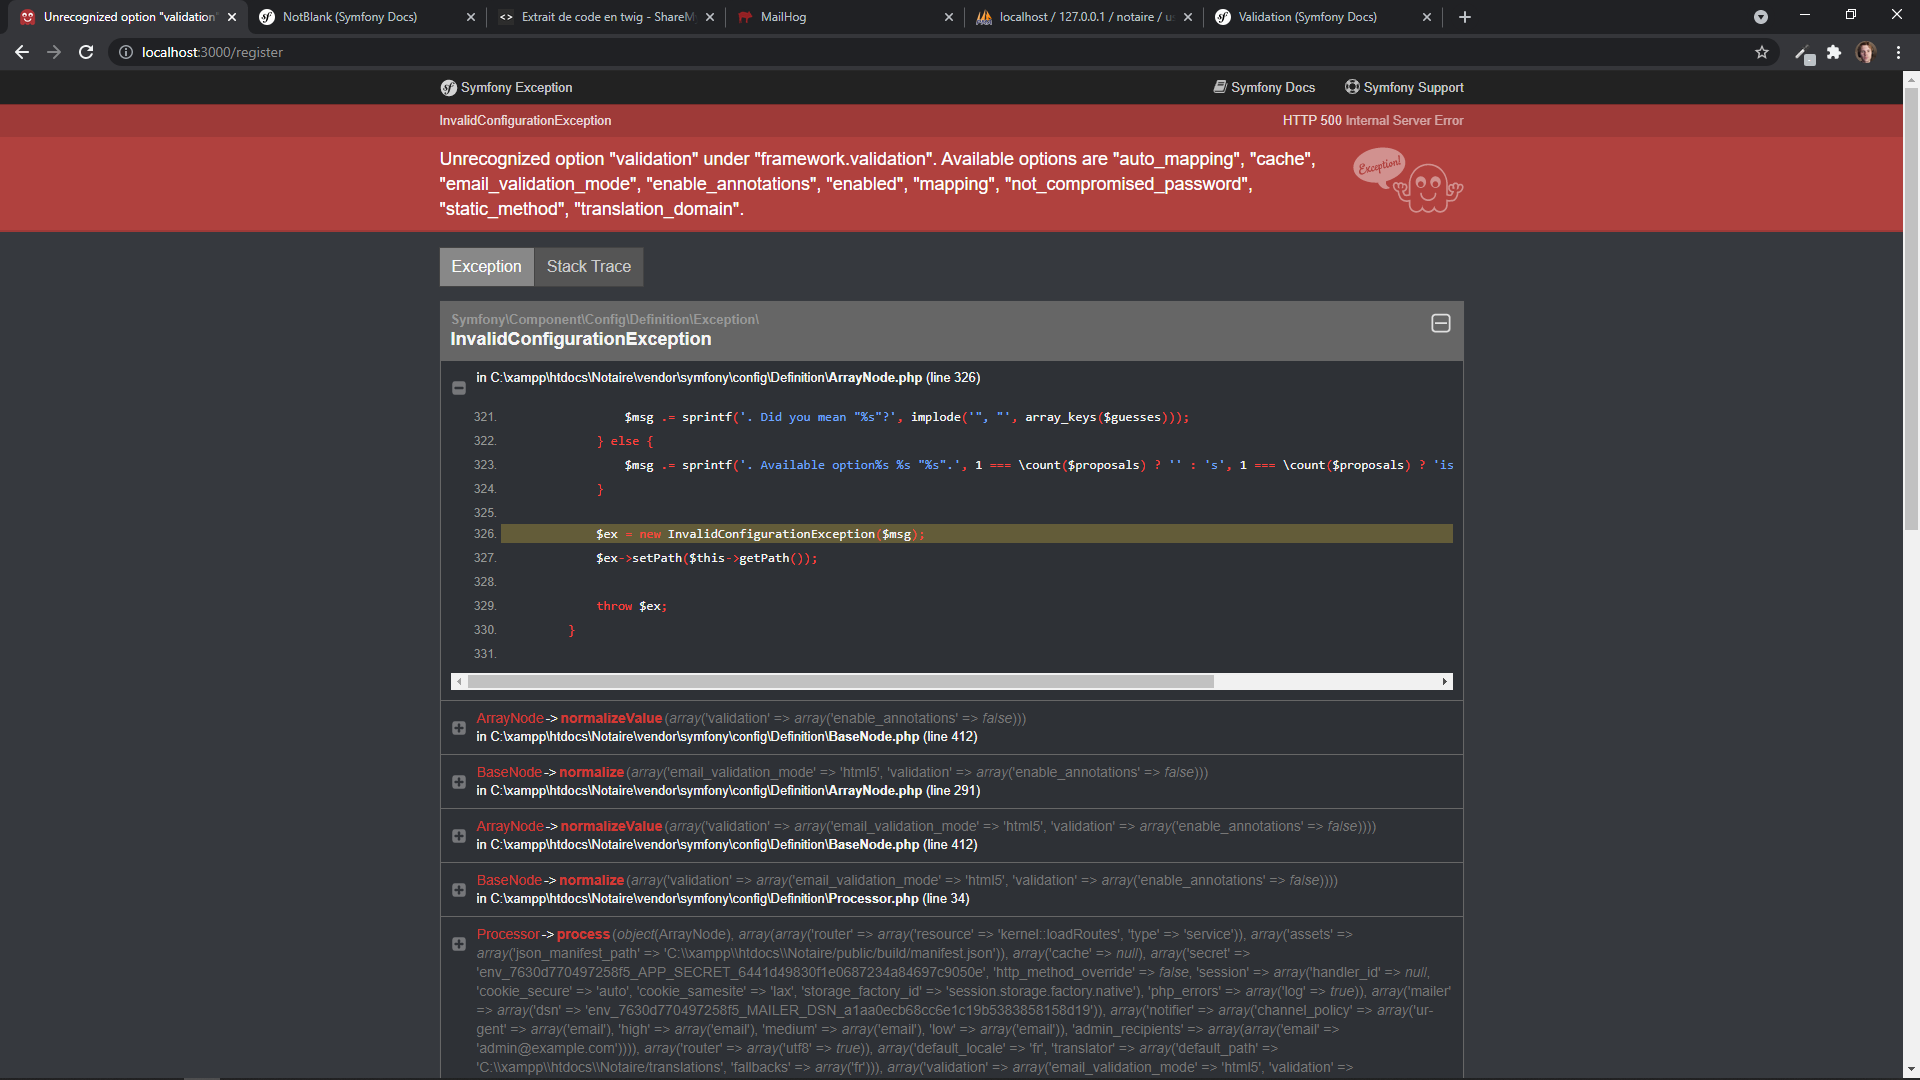 Unrecognized option "validation"
NotBlank (Symfony Docs)
Extrait de code en twig - ShareM
MailHog
localhost / 127.0.0.1 / notaire / u
Validation (Symfony Docs)
localhost:3000/register
Symfony Exception
Symfony Docs
Symfony Support
InvalidConfigurationException
HTTP 500 Internal Server Error
Unrecognized option "validation" under "framework.validation". Available options are "auto_mapping", "cache",
"email_validation_mode", "enable_annotations", "enabled", "mapping", "not_compromised_password",
"static_method", "translation_domain".
Exception!
Exception
Stack Trace
Symfony\Component\Config\Definition\Exception\
InvalidConfigurationException
in C:\xampp\htdocs\Notaire\vendor\symfony\config\Definition\ArrayNode.php (line 326)
321. $msg .= sprintf('. Did you mean "%s"?', implode('", "', array_keys($guesses)));
322. } else {
323. $msg .= sprintf('. Available option%s %s "%s".', 1 === \count($proposals) ? '' : 's', 1 === \count($proposals) ? 'is
324. }
325.
326. $ex = new InvalidConfigurationException($msg);
327. $ex->setPath($this->getPath());
328.
329. throw $ex;
330. }
331.
ArrayNode->normalizeValue(array('validation' => array('enable_annotations' => false)))
in C:\xampp\htdocs\Notaire\vendor\symfony\config\Definition\BaseNode.php (line 412)
BaseNode->normalize(array('email_validation_mode' => 'html5', 'validation' => array('enable_annotations' => false)))
in C:\xampp\htdocs\Notaire\vendor\symfony\config\Definition\ArrayNode.php (line 291)
ArrayNode->normalizeValue(array('validation' => array('email_validation_mode' => 'html5', 'validation' => array('enable_annotations' => false))))
in C:\xampp\htdocs\Notaire\vendor\symfony\config\Definition\BaseNode.php (line 412)
BaseNode->normalize(array('validation' => array('email_validation_mode' => 'html5', 'validation' => array('enable_annotations' => false))))
in C:\xampp\htdocs\Notaire\vendor\symfony\config\Definition\Processor.php (line 34)
Processor->process(object(ArrayNode), array(array('router' => array('resource' => 'kernel::loadRoutes', 'type' => 'service')), array('assets' =>
array('json_manifest_path' => 'C:\\xampp\\htdocs\\Notaire/public/build/manifest.json')), array('cache' => null), array('secret' =>
'env_7630d770497258f5_APP_SECRET_6441d49830f1e0687234a84697c9050e', 'http_method_override' => false, 'session' => array('handler_id' => null,
'cookie_secure' => 'auto', 'cookie_samesite' => 'lax', 'storage_factory_id' => 'session.storage.factory.native'), 'php_errors' => array('log' => true)), array('mailer'
=> array('dsn' => 'env_7630d770497258f5_MAILER_DSN_a1aa0ecb68cc6e1c19b5383858158d19')), array('notifier' => array('channel_policy' => array('ur-
gent' => array('email'), 'high' => array('email'), 'medium' => array('email'), 'low' => array('email')), 'admin_recipients' => array(array('email' =>
'admin@example.com')))), array('router' => array('utf8' => true)), array('default_locale' => 'fr', 'translator' => array('default_path' =>
'C:\\xampp\\htdocs\\Notaire/translations', 'fallbacks' => array('fr'))), array('validation' => array('email_validation_mode' => 'html5', 'validation' =>